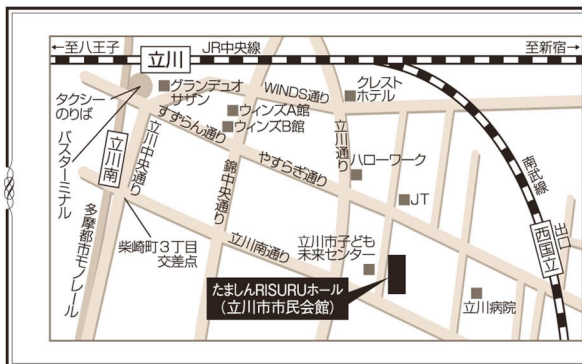 ←至八王子
立川
JR中央線
至新宿→
グランデュオ
サザン
WINDS通り
クレスト
ホテル
タクシー
のりば
ウィンズA館
ウィンズB館
すずらん通り
バスターミナル
立川南
立川中央通り
錦中央通り
やすらぎ通り
立川通り
ハローワーク
JT
南武線
出口
西国立
多摩都市モノレール
柴崎町3丁目
交差点
立川南通り
立川市子ども
未来センター
たましんRISURUホール
(立川市市民会館)
立川病院